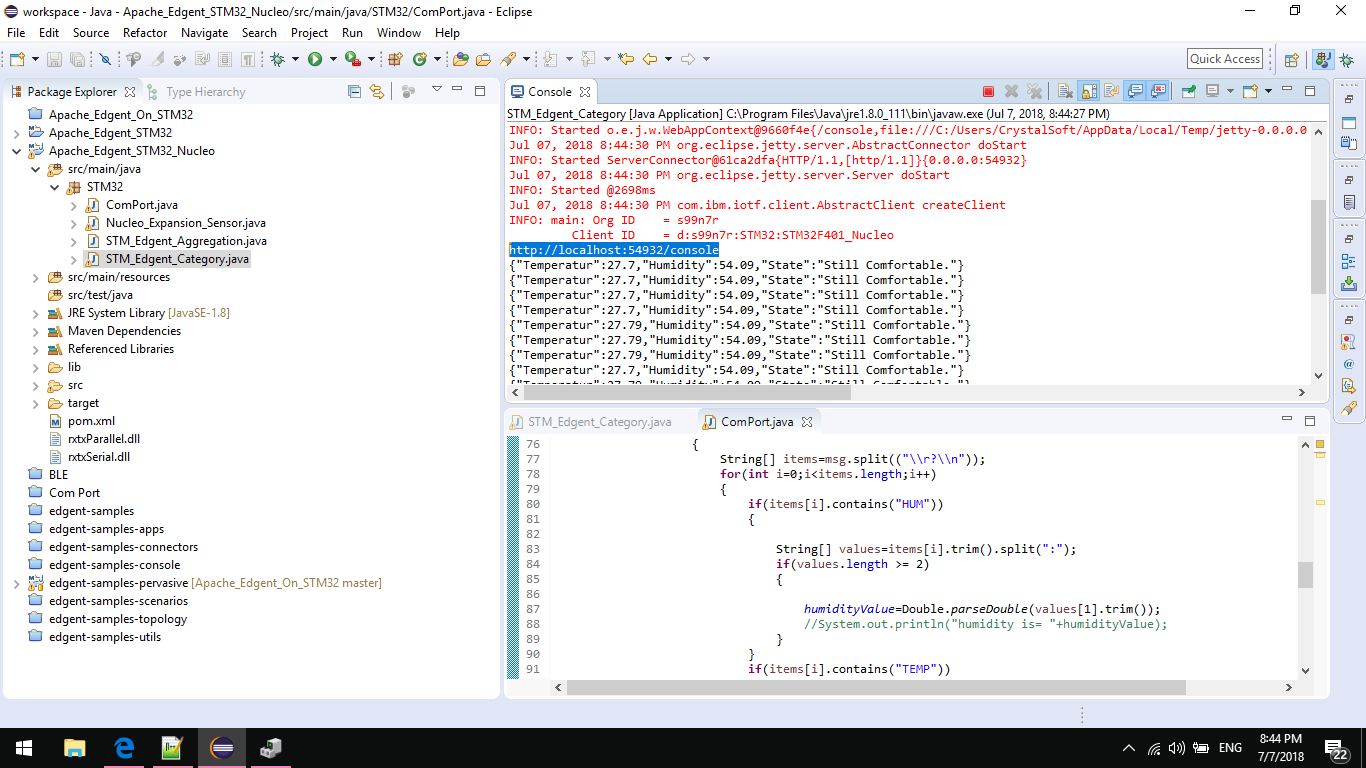 workspace - Java - Apache_Edgent_STM32_Nucleo/src/main/java/STM32/ComPort.java - Eclipse
File Edit Source Refactor Navigate Search Project Run Window Help
Quick Access
Package Explorer Type Hierarchy
Apache_Edgent_On_STM32
Apache_Edgent_STM32
Apache_Edgent_STM32_Nucleo
src/main/java
STM32
ComPort.java
Nucleo_Expansion_Sensor.java
STM_Edgent_Aggregation.java
STM_Edgent_Category.java
src/main/resources
src/test/java
JRE System Library [JavaSE-1.8]
Maven Dependencies
Referenced Libraries
lib
src
target
pom.xml
rxtxParallel.dll
rxtxSerial.dll
BLE
Com Port
edgent-samples
edgent-samples-apps
edgent-samples-connectors
edgent-samples-console
edgent-samples-pervasive [Apache_Edgent_On_STM32 master]
edgent-samples-scenarios
edgent-samples-topology
edgent-samples-utils
Console
STM_Edgent_Category [Java Application] C:\Program Files\Java\jre1.8.0_111\bin\javaw.exe (Jul 7, 2018, 8:44:27 PM)
INFO: Started o.e.j.w.WebAppContext@9660f4e{/console,file:///C:/Users/CrystalSoft/AppData/Local/Temp/jetty-0.0.0.0
Jul 07, 2018 8:44:30 PM org.eclipse.jetty.server.AbstractConnector doStart
INFO: Started ServerConnector@61ca2dfa{HTTP/1.1,[http/1.1]}{0.0.0.0:54932}
Jul 07, 2018 8:44:30 PM org.eclipse.jetty.server.Server doStart
INFO: Started @2698ms
Jul 07, 2018 8:44:30 PM com.ibm.iotf.client.AbstractClient createClient
INFO: main: Org ID    = s99n7r
         Client ID    = d:s99n7r:STM32:STM32F401_Nucleo
http://localhost:54932/console
{"Temperatur":27.7,"Humidity":54.09,"State":"Still Comfortable."}
{"Temperatur":27.7,"Humidity":54.09,"State":"Still Comfortable."}
{"Temperatur":27.7,"Humidity":54.09,"State":"Still Comfortable."}
{"Temperatur":27.7,"Humidity":54.09,"State":"Still Comfortable."}
{"Temperatur":27.79,"Humidity":54.09,"State":"Still Comfortable."}
{"Temperatur":27.79,"Humidity":54.09,"State":"Still Comfortable."}
{"Temperatur":27.79,"Humidity":54.09,"State":"Still Comfortable."}
{"Temperatur":27.7,"Humidity":54.09,"State":"Still Comfortable."}
{"Temperatur":27.79,"Humidity":54.09,"State":"Still Comfortable."}
STM_Edgent_Category.java ComPort.java
76 {
77 String[] items=msg.split(("\\r?\\n"));
78 for(int i=0;i<items.length;i++)
79 {
80 if(items[i].contains("HUM"))
81 {
82
83 String[] values=items[i].trim().split(":");
84 if(values.length >= 2)
85 {
86
87 humidityValue=Double.parseDouble(values[1].trim());
88 //System.out.println("humidity is= "+humidityValue);
89 }
90 }
91 if(items[i].contains("TEMP"))
ENG
8:44 PM
7/7/2018
22